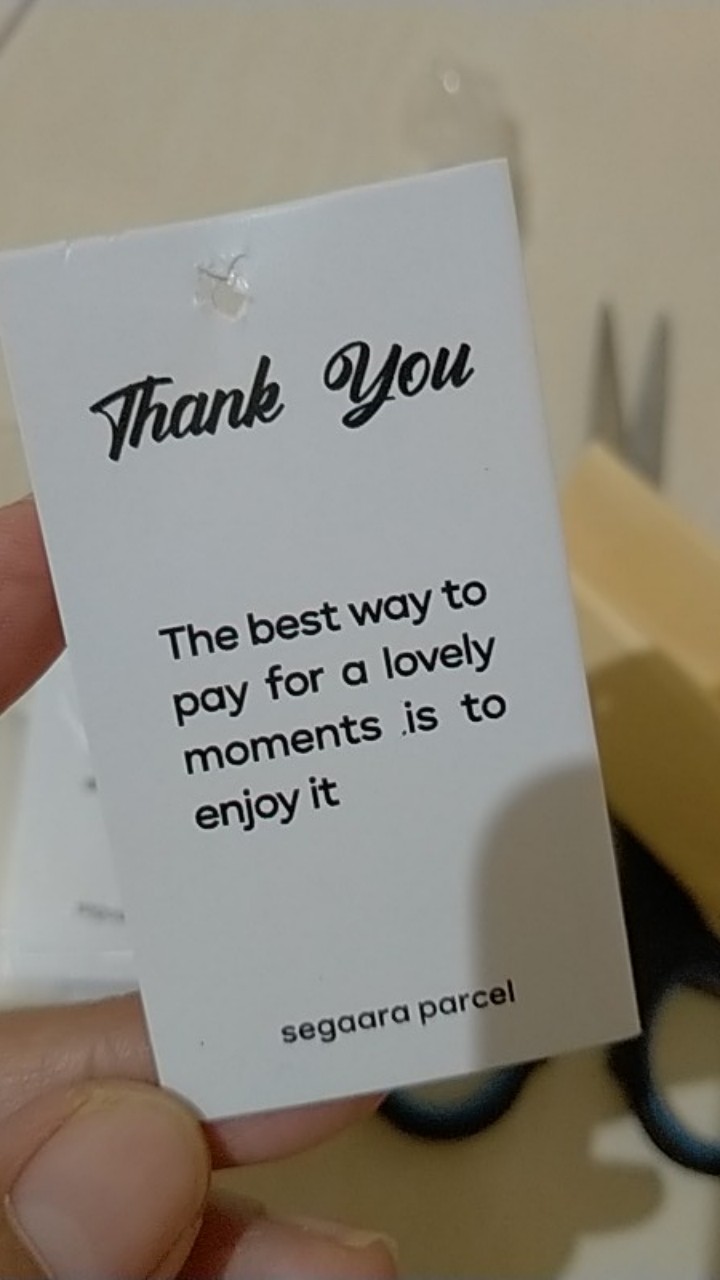 Thank You
The best way to
pay for a lovely
moments .is to
enjoy it
segaara parcel